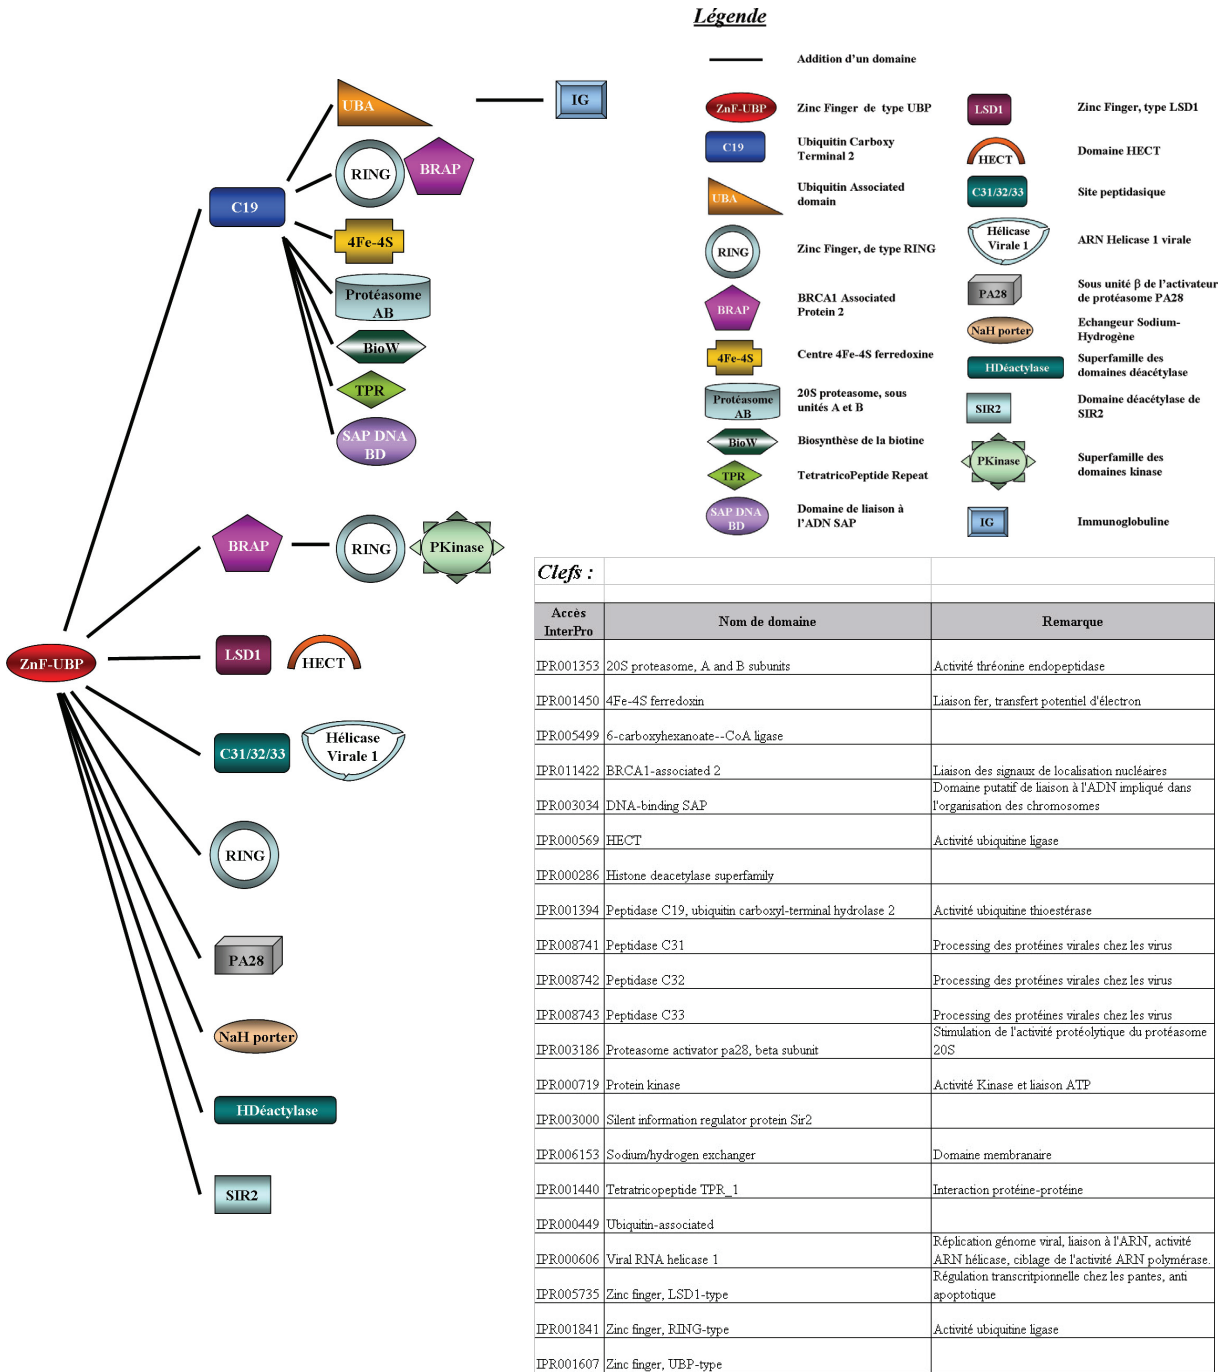 Légende
Addition d'un domaine
ZnF-UBP
Zinc Finger de type UBP
C19
Ubiquitin Carboxy
Terminal 2
UBA
Ubiquitin Associated
domain
RING
Zinc Finger, de type RING
BRAP
BRCA1 Associated
Protein 2
4Fe-4S
Centre 4Fe-4S ferredoxine
Protéasome
AB
20S proteasome, sous
unités A et B
BioW
Biosynthèse de la biotine
TPR
TetratricoPeptide Repeat
SAP DNA
BD
Domaine de liaison à
l'ADN SAP
LSD1
Zinc Finger, type LSD1
HECT
Domaine HECT
C31/32/33
Site peptidasique
Hélicase
Virale 1
ARN Helicase 1 virale
PA28
Sous unité β de l'activateur
de protéasome PA28
NaH porter
Echangeur Sodium-
Hydrogène
HDéactylase
Superfamille des
domaines déacétylase
SIR2
Domaine déacétylase de
SIR2
PKinase
Superfamille des
domaines kinase
IG
Immunoglobuline
UBA
IG
RING
BRAP
C19
4Fe-4S
Protéasome
AB
BioW
TPR
SAP DNA
BD
BRAP
RING
PKinase
ZnF-UBP
LSD1
HECT
C31/32/33
Hélicase
Virale 1
RING
PA28
NaH porter
HDéactylase
SIR2
Clefs :
Accès
InterPro
Nom de domaine
Remarque
IPR001353 20S proteasome, A and B subunits Activité thréonine endopeptidase
IPR001450 4Fe-4S ferredoxin Liaison fer, transfert potentiel d'électron
IPR005499 6-carboxyhexanoate--CoA ligase
IPR011422 BRCA1-associated 2 Liaison des signaux de localisation nucléaires
IPR003034 DNA-binding SAP Domaine putatif de liaison à l'ADN impliqué dans
l'organisation des chromosomes
IPR000569 HECT Activité ubiquitine ligase
IPR000286 Histone deacetylase superfamily
IPR001394 Peptidase C19, ubiquitin carboxyl-terminal hydrolase 2 Activité ubiquitine thioestérase
IPR008741 Peptidase C31 Processing des protéines virales chez les virus
IPR008742 Peptidase C32 Processing des protéines virales chez les virus
IPR008743 Peptidase C33 Processing des protéines virales chez les virus
IPR003186 Proteasome activator pa28, beta subunit Stimulation de l'activité protéolytique du protéasome
20S
IPR000719 Protein kinase Activité Kinase et liaison ATP
IPR003000 Silent information regulator protein Sir2
IPR006153 Sodium/hydrogen exchanger Domaine membranaire
IPR001440 Tetratricopeptide TPR_1 Interaction protéine-protéine
IPR000449 Ubiquitin-associated
IPR000606 Viral RNA helicase 1 Réplication génome viral, liaison à l'ARN, activité
ARN hélicase, ciblage de l'activité ARN polymérase.
IPR005735 Zinc finger, LSD1-type Régulation transcritpionnelle chez les pantes, anti
apoptotique
IPR001841 Zinc finger, RING-type Activité ubiquitine ligase
IPR001607 Zinc finger, UBP-type